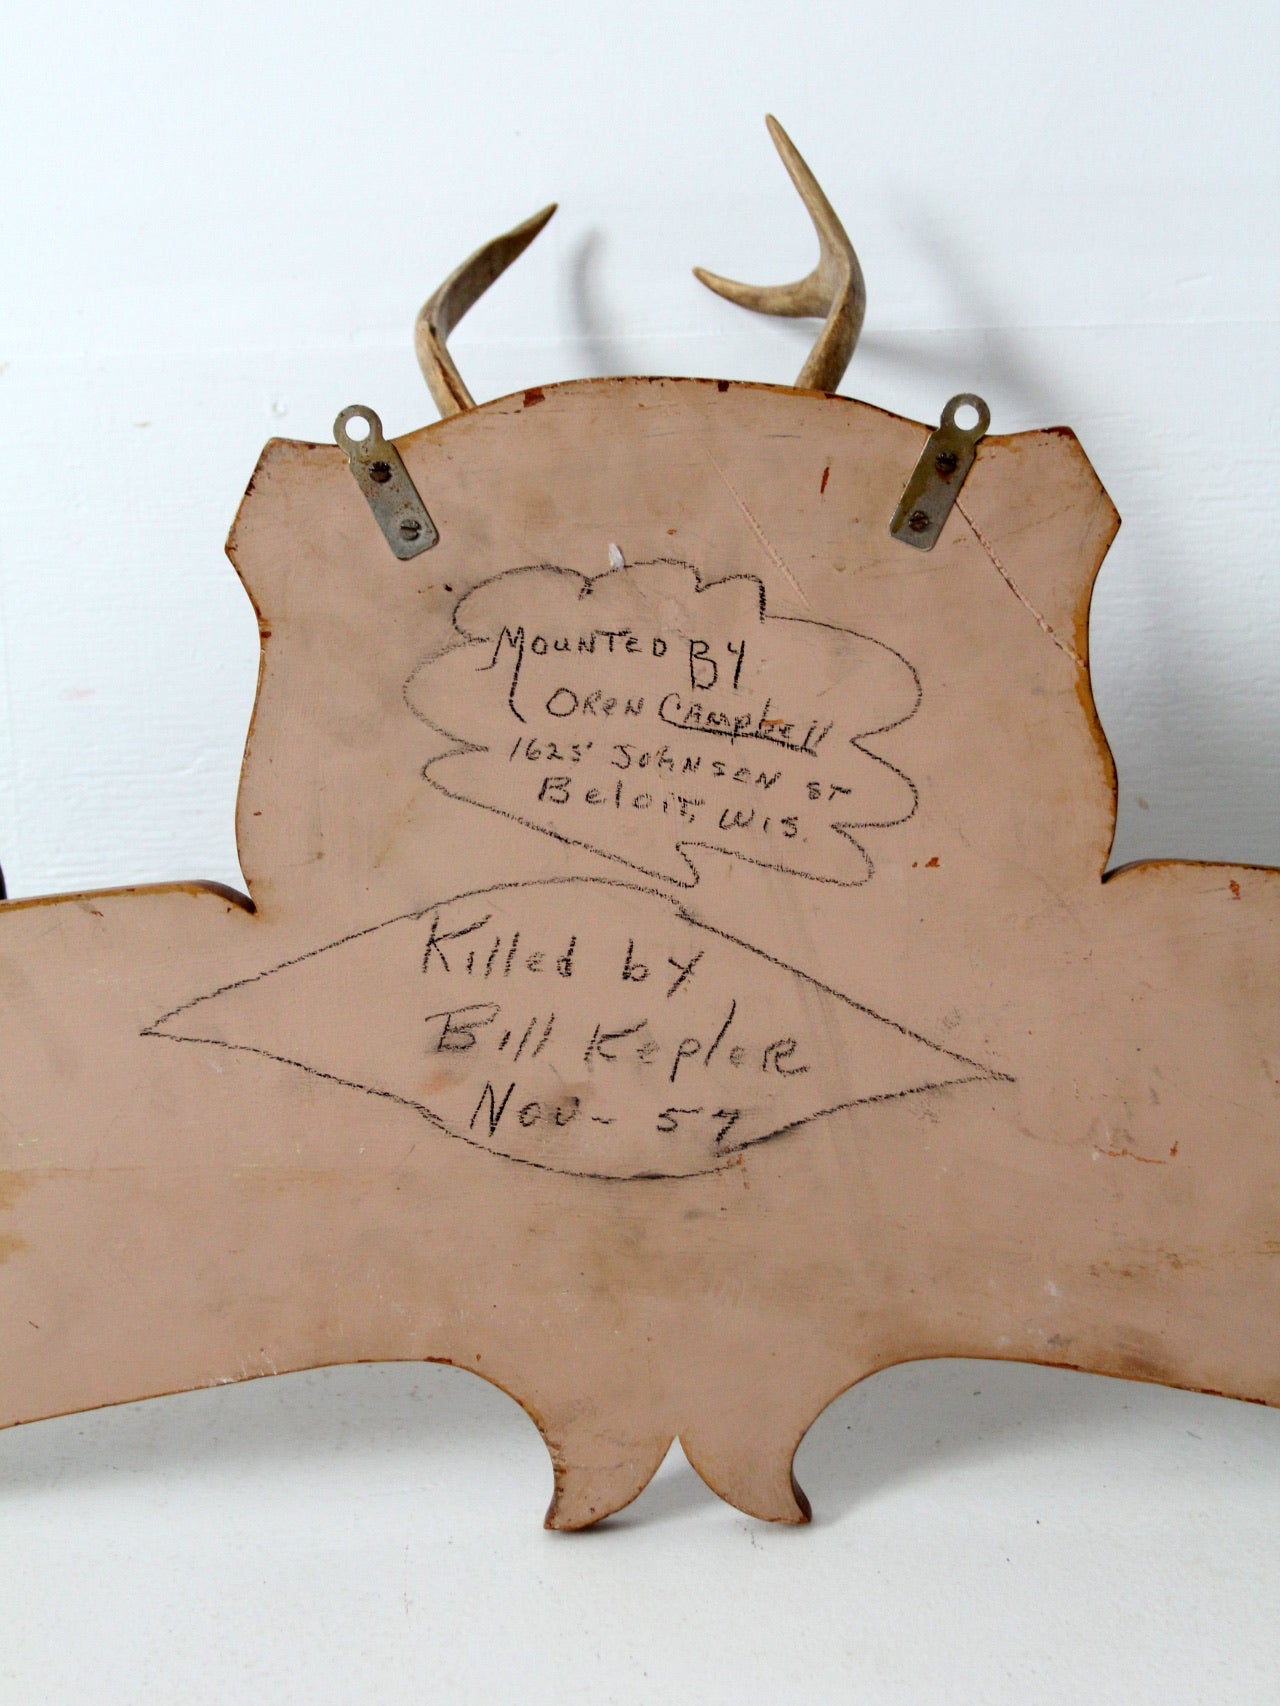 MOUNTED BY
OREN CAMPbell
1625 JOHNSON ST
BeloiT, WIS.
Killed by
Bill KepleR
Nov- 57